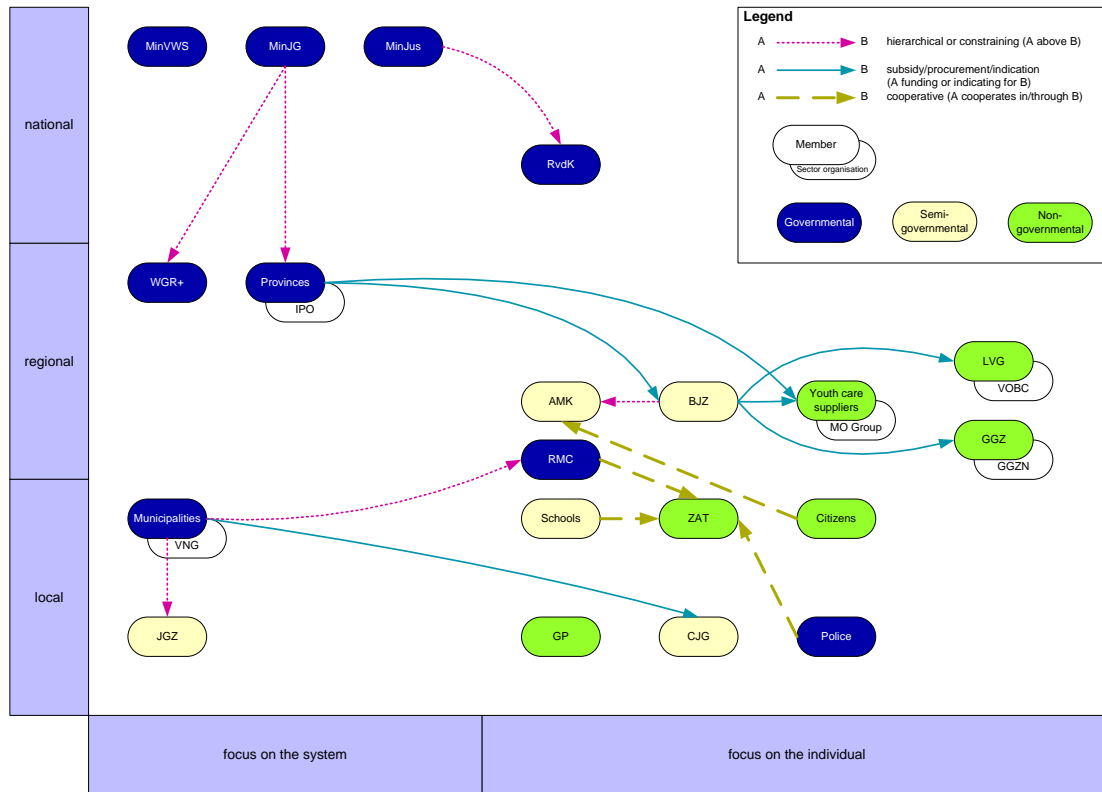 Legend
A
B
hierarchical or constraining (A above B)
A
B
subsidy/procurement/indication
(A funding or indicating for B)
A
B
cooperative (A cooperates in/through B)
Member
Sector organisation
Governmental
Semi-
governmental
Non-
governmental
national
MinVWS
MinJG
MinJus
RvdK
regional
WGR+
Provinces
IPO
LVG
VOBC
AMK
BJZ
Youth care
suppliers
MO Group
GGZ
GGZN
RMC
local
Municipalities
VNG
Schools
ZAT
Citizens
JGZ
GP
CJG
Police
focus on the system
focus on the individual